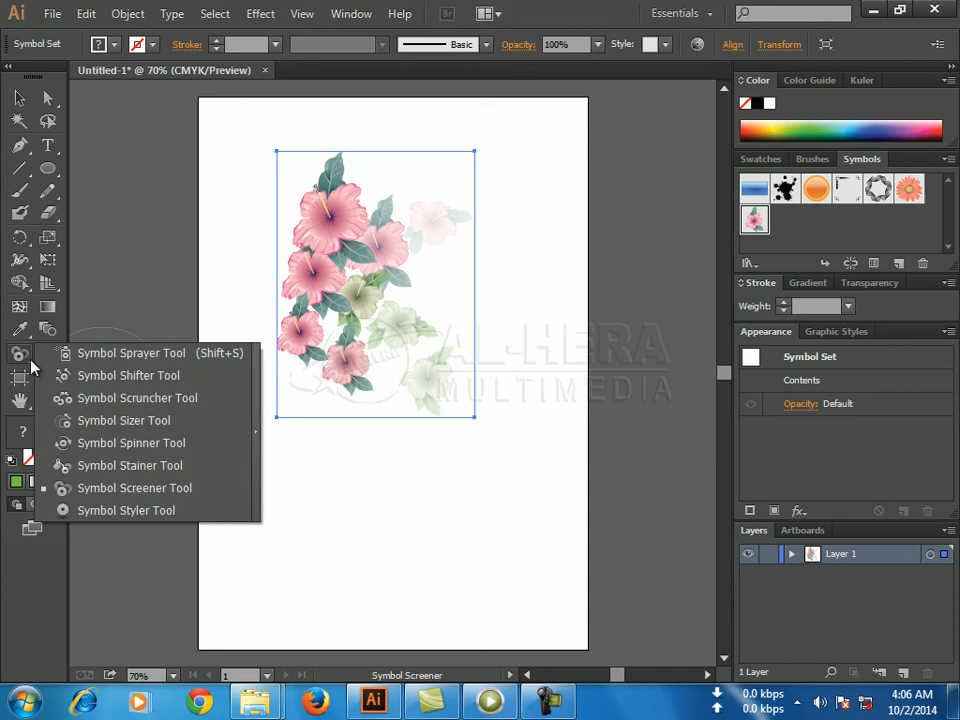 Ai File Edit Object Type Select Effect View Window Help Br Essentials
Symbol Set ? Stroke: Basic Opacity: 100% Style: Align Transform
Untitled-1* @ 70% (CMYK/Preview) ×
Color Color Guide Kuler
Swatches Brushes Symbols
Stroke Gradient Transparency
Weight:
Appearance Graphic Styles
Symbol Set
Contents
Opacity: Default
fx
Layers Artboards
Layer 1
1 Layer
T
Symbol Sprayer Tool (Shift+S)
Symbol Shifter Tool
Symbol Scruncher Tool
Symbol Sizer Tool
Symbol Spinner Tool
Symbol Stainer Tool
Symbol Screener Tool
Symbol Styler Tool
?
AL-HERA
MULTIMEDIA
70% 1 Symbol Screener
Ai
0.0 kbps
0.0 kbps
4:06 AM
10/2/2014